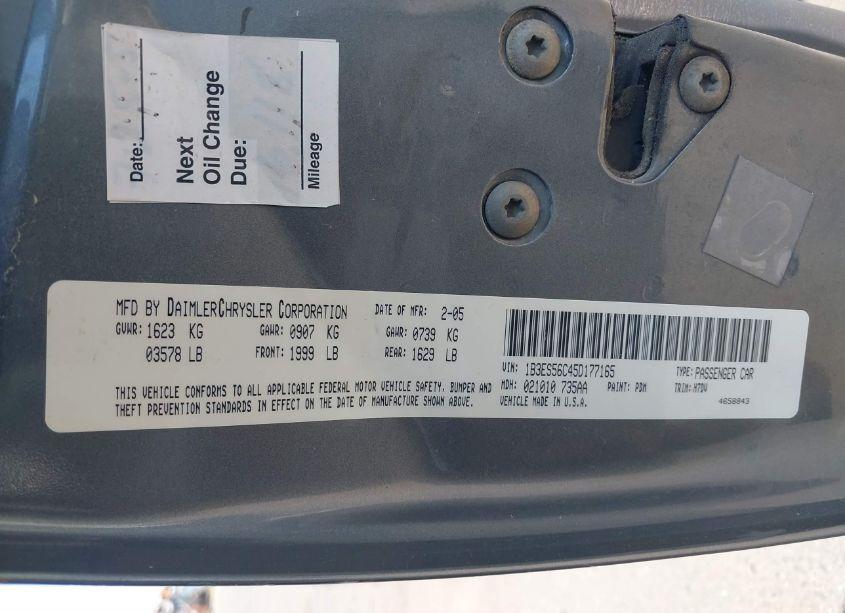 Date:
Next
Oil Change
Due:
Mileage
MFD BY DAIMLERCHRYSLER CORPORATION DATE OF MFR: 2-05
GVWR: 1623 KG GAWR: 0907 KG GAWR: 0739 KG
03578 LB FRONT: 1999 LB REAR: 1629 LB
THIS VEHICLE CONFORMS TO ALL APPLICABLE FEDERAL MOTOR VEHICLE SAFETY, BUMPER AND
THEFT PREVENTION STANDARDS IN EFFECT ON THE DATE OF MANUFACTURE SHOWN ABOVE.
VIN: 1B3ES56C45D177165 TYPE: PASSENGER CAR
MDH: 021010 735AA PAINT: PDM TRIM: H7DV
VEHICLE MADE IN U.S.A. 4658843